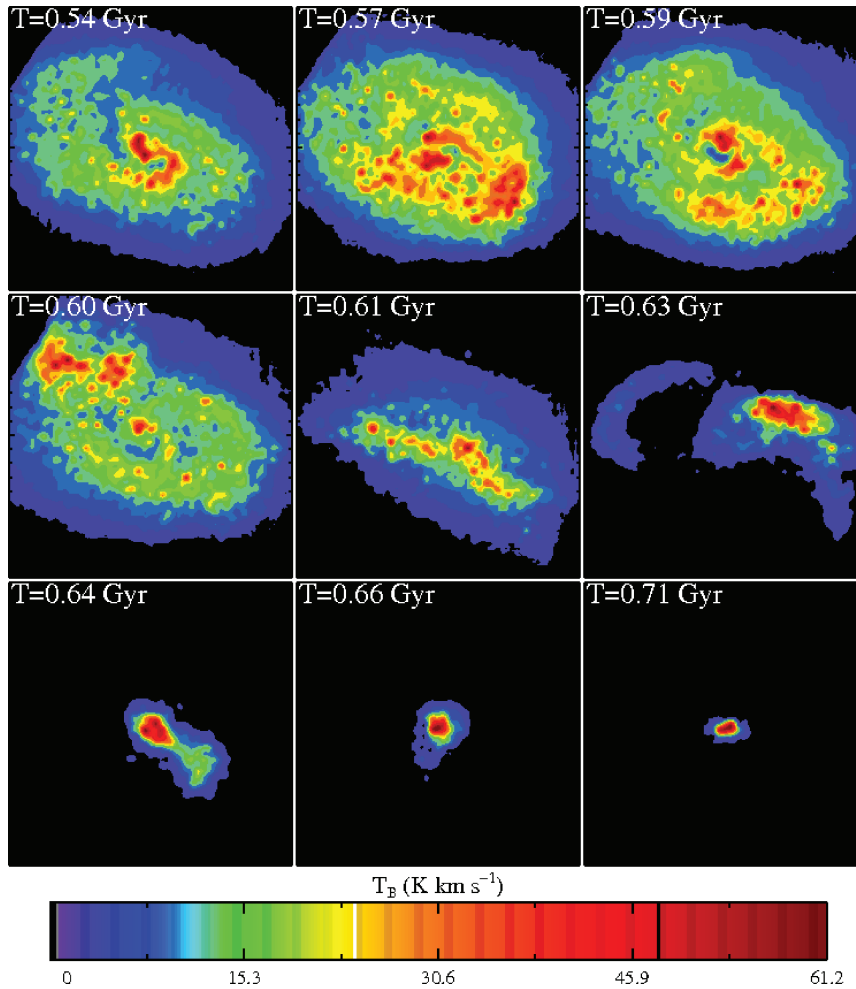 T=0.54 Gyr T=0.57 Gyr T=0.59 Gyr
T=0.60 Gyr T=0.61 Gyr T=0.63 Gyr
T=0.64 Gyr T=0.66 Gyr T=0.71 Gyr
T_B (K km s⁻¹)
0 15.3 30.6 45.9 61.2